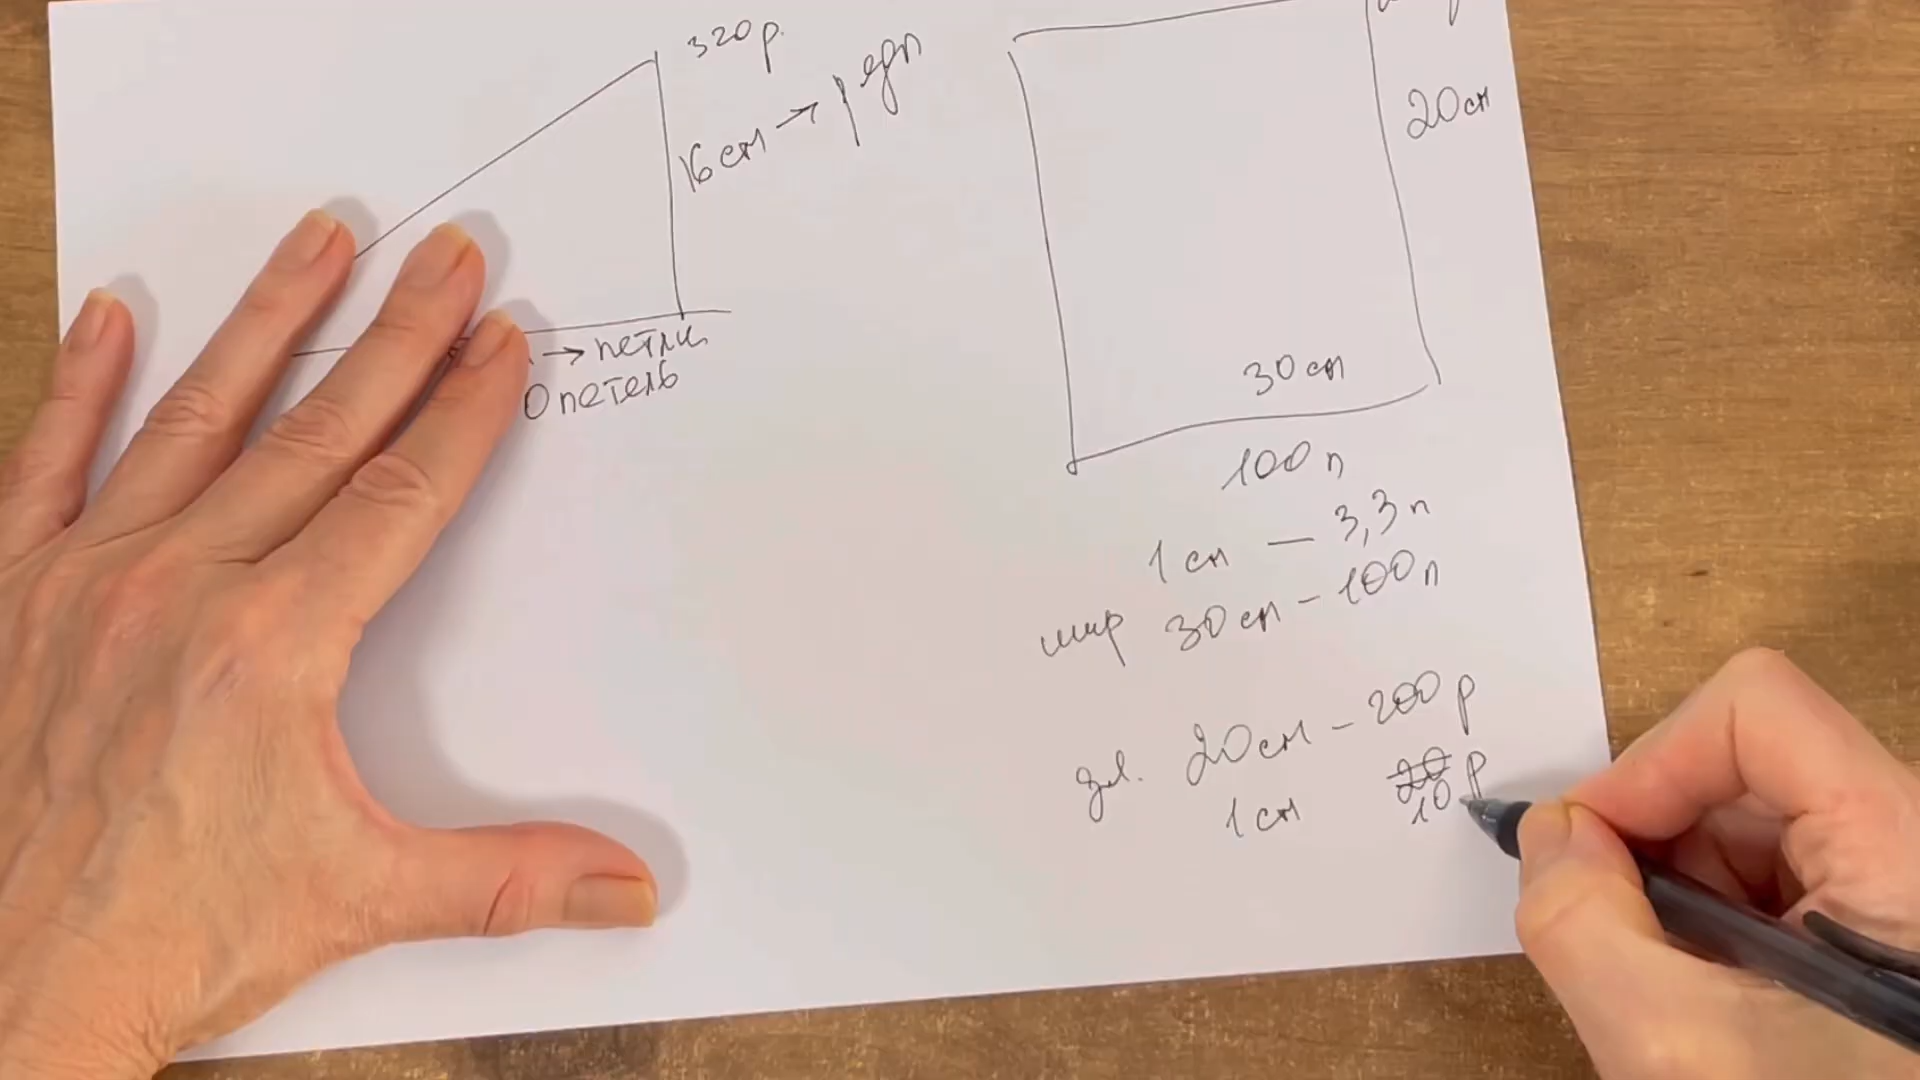 320 р.
16 см →
→ петли
0 петель
20 см
30 см
100 п
1 см — 3,3 п
шир 30 см - 100 п
дл. 20 см - 200 р
20 р
1 см 10